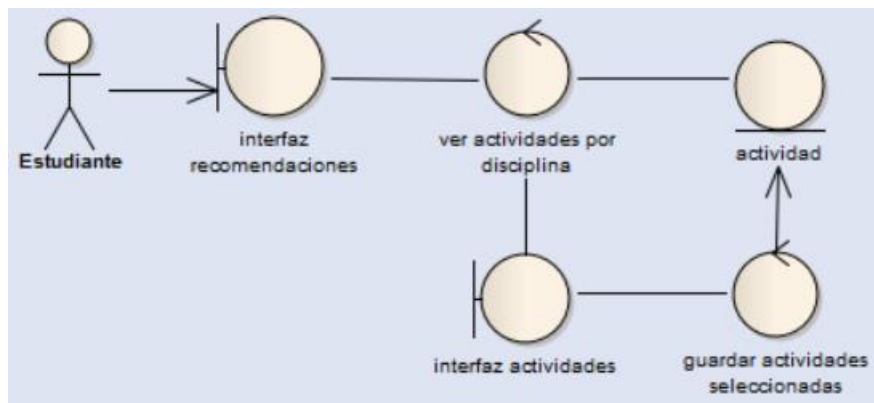 Estudiante
interfaz
recomendaciones
ver actividades por
disciplina
actividad
interfaz actividades
guardar actividades
seleccionadas